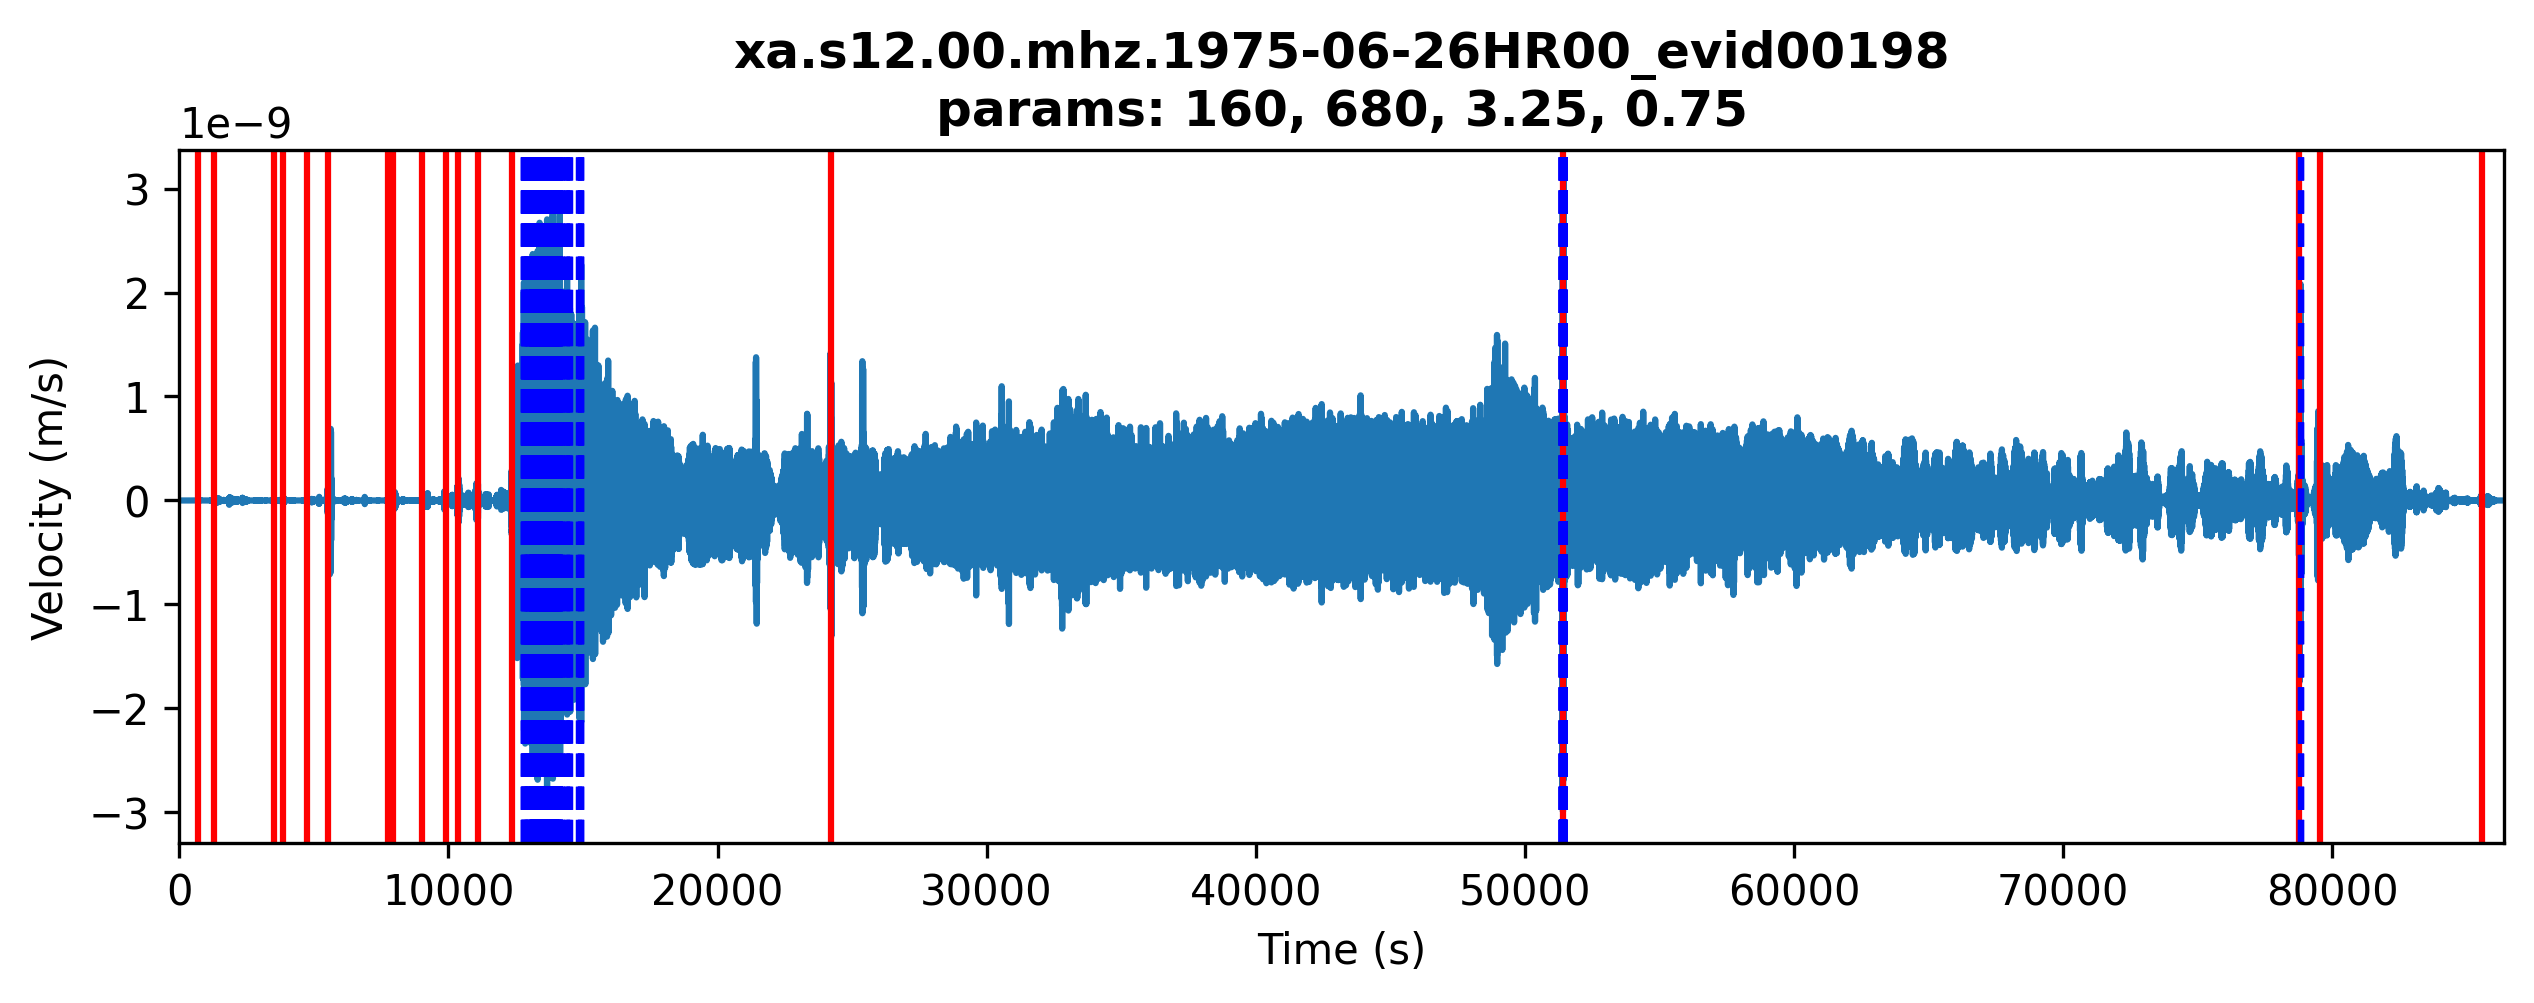 xa.s12.00.mhz.1975-06-26HR00_evid00198
params: 160, 680, 3.25, 0.75
1e−9
3
2
1
0
−1
−2
−3
Velocity (m/s)
0 10000 20000 30000 40000 50000 60000 70000 80000
Time (s)